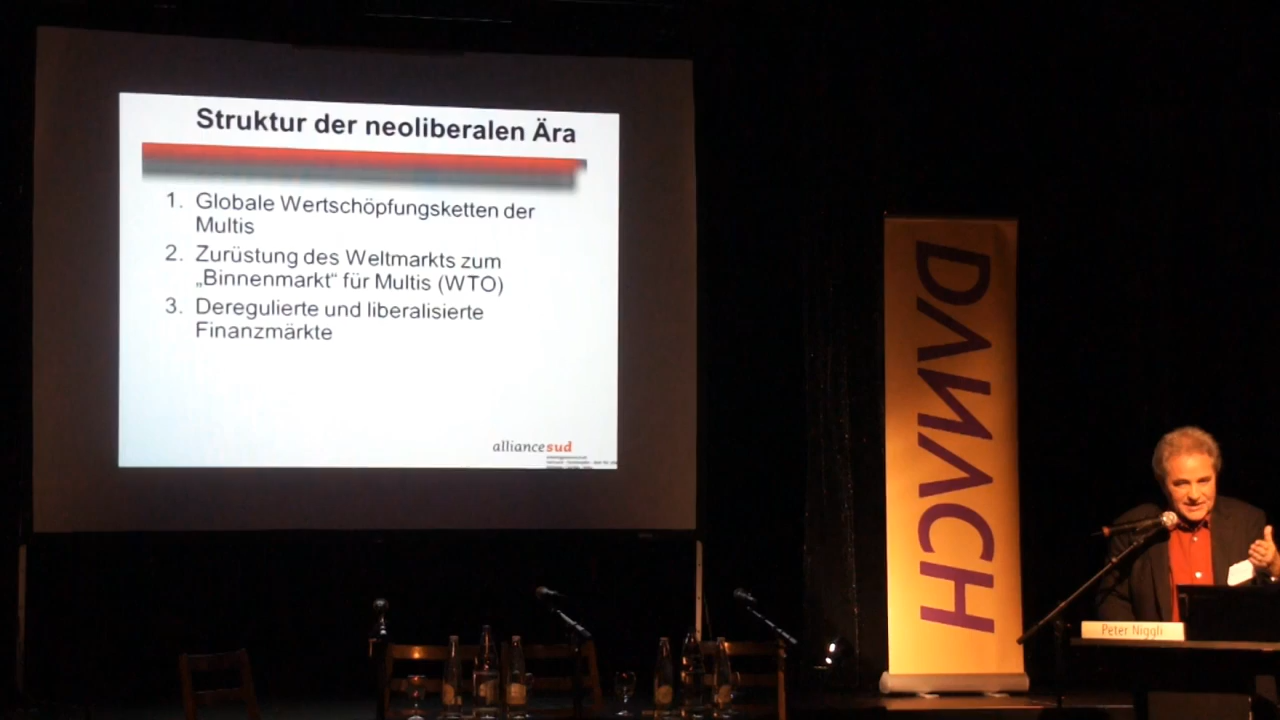 Struktur der neoliberalen Ära
1. Globale Wertschöpfungsketten der
Multis
2. Zurüstung des Weltmarkts zum
„Binnenmarkt“ für Multis (WTO)
3. Deregulierte und liberalisierte
Finanzmärkte
alliancesud
DANACH
Peter Niggli